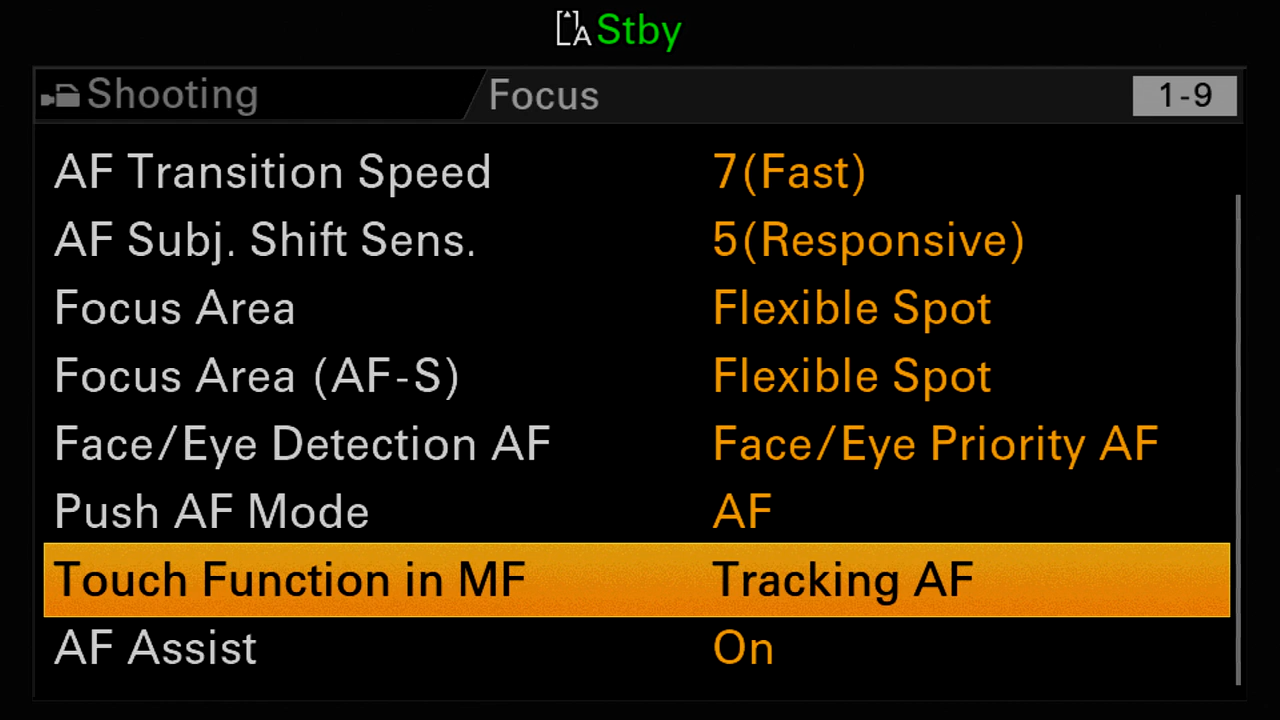 A Stby
Shooting Focus 1-9
AF Transition Speed 7(Fast)
AF Subj. Shift Sens. 5(Responsive)
Focus Area Flexible Spot
Focus Area (AF-S) Flexible Spot
Face/Eye Detection AF Face/Eye Priority AF
Push AF Mode AF
Touch Function in MF Tracking AF
AF Assist On